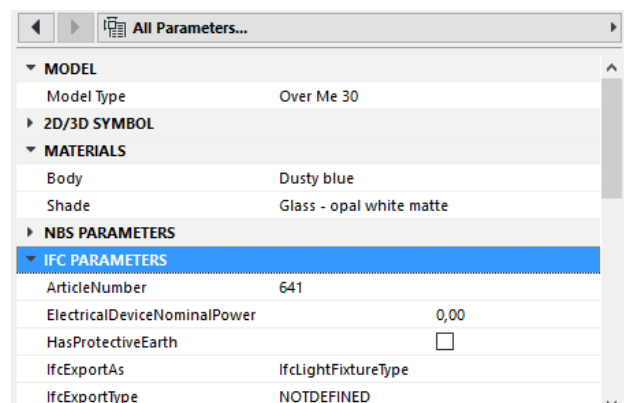 All Parameters...
MODEL
Model Type Over Me 30
2D/3D SYMBOL
MATERIALS
Body Dusty blue
Shade Glass - opal white matte
NBS PARAMETERS
IFC PARAMETERS
ArticleNumber 641
ElectricalDeviceNominalPower 0,00
HasProtectiveEarth
IfcExportAs IfcLightFixtureType
IfcExportType NOTDEFINED